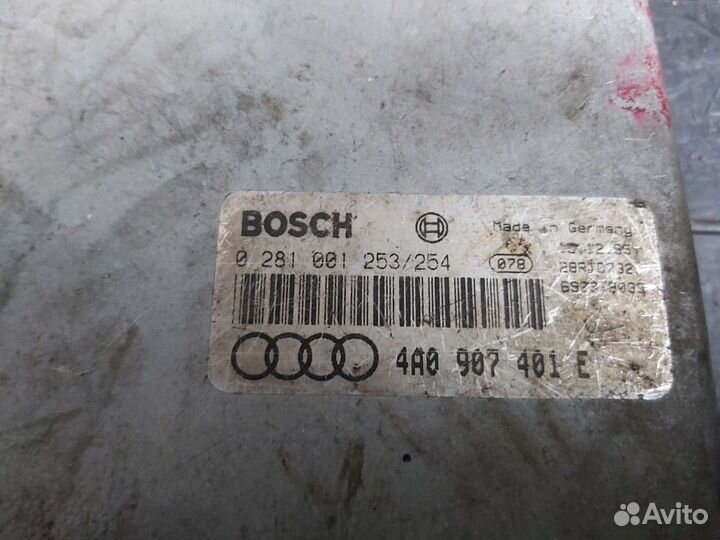 BOSCH
Made in Germany
0 281 001 253/254
078
4A0 907 401 E
Avito